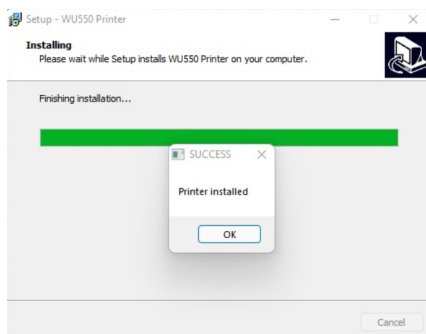 Setup - WU550 Printer
Installing
Please wait while Setup installs WU550 Printer on your computer.
Finishing installation...
SUCCESS
Printer installed
OK
Cancel